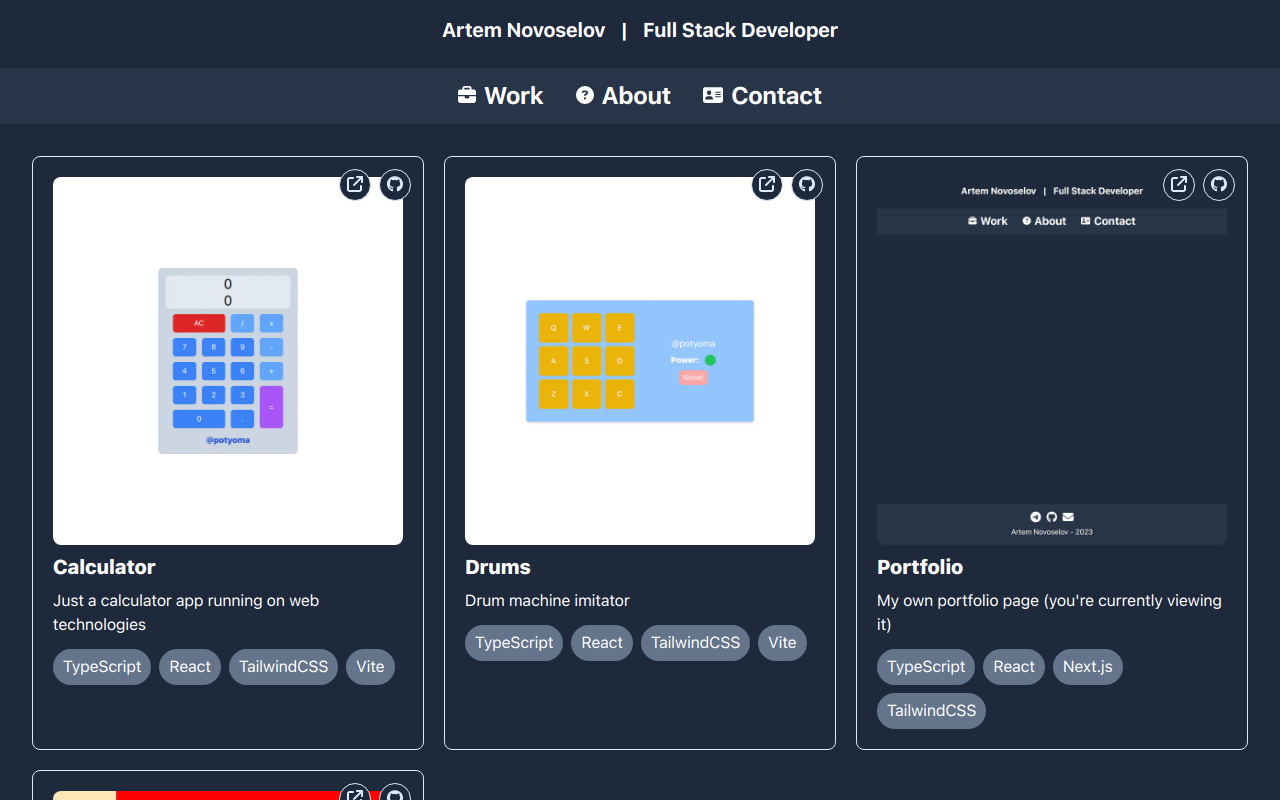 Artem Novoselov | Full Stack Developer
Work About Contact
0
0
AC / x
7 8 9 -
4 5 6 +
1 2 3 =
0 .
@potyoma
Calculator
Just a calculator app running on web
technologies
TypeScript React TailwindCSS Vite
Q W E
A S D
Z X C
@potyoma
Power:
Noise!
Drums
Drum machine imitator
TypeScript React TailwindCSS Vite
Artem Novoselov | Full Stack Developer
Work About Contact
Artem Novoselov - 2023
Portfolio
My own portfolio page (you're currently viewing
it)
TypeScript React Next.js
TailwindCSS